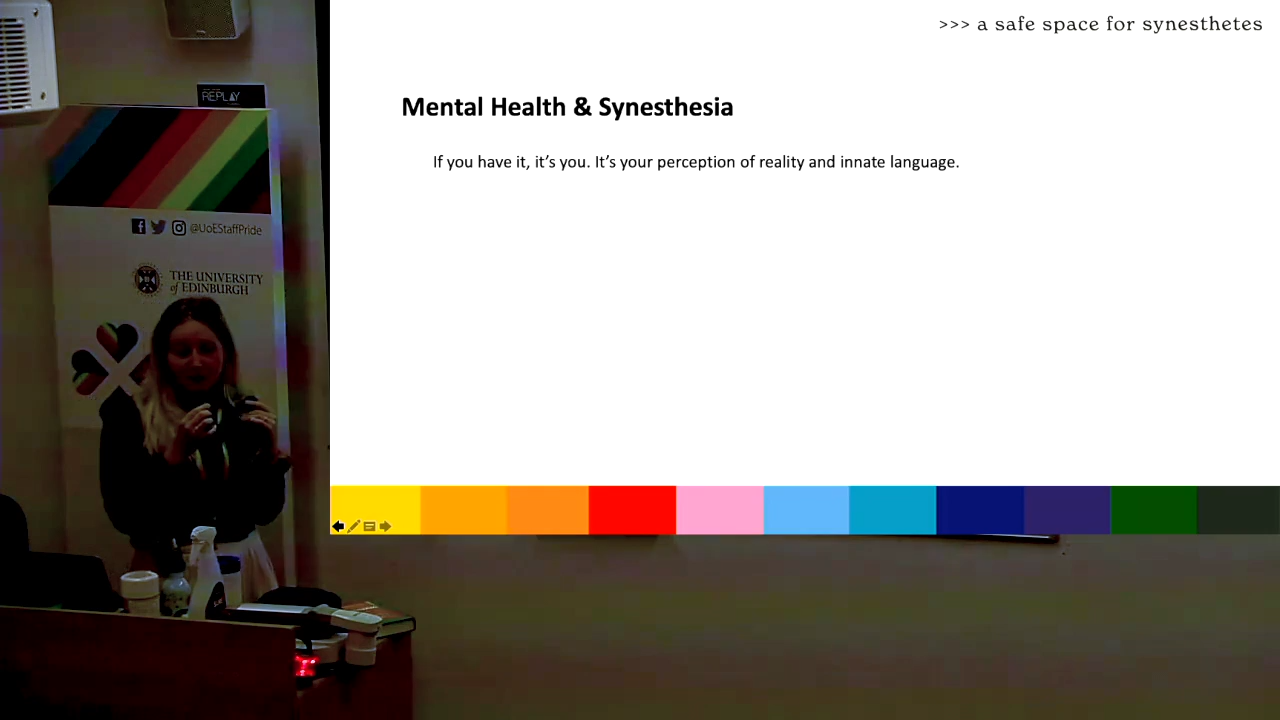 >>> a safe space for synesthetes
REPLAY
Mental Health & Synesthesia
If you have it, it’s you. It’s your perception of reality and innate language.
@UoEStaffPride
THE UNIVERSITY
of EDINBURGH